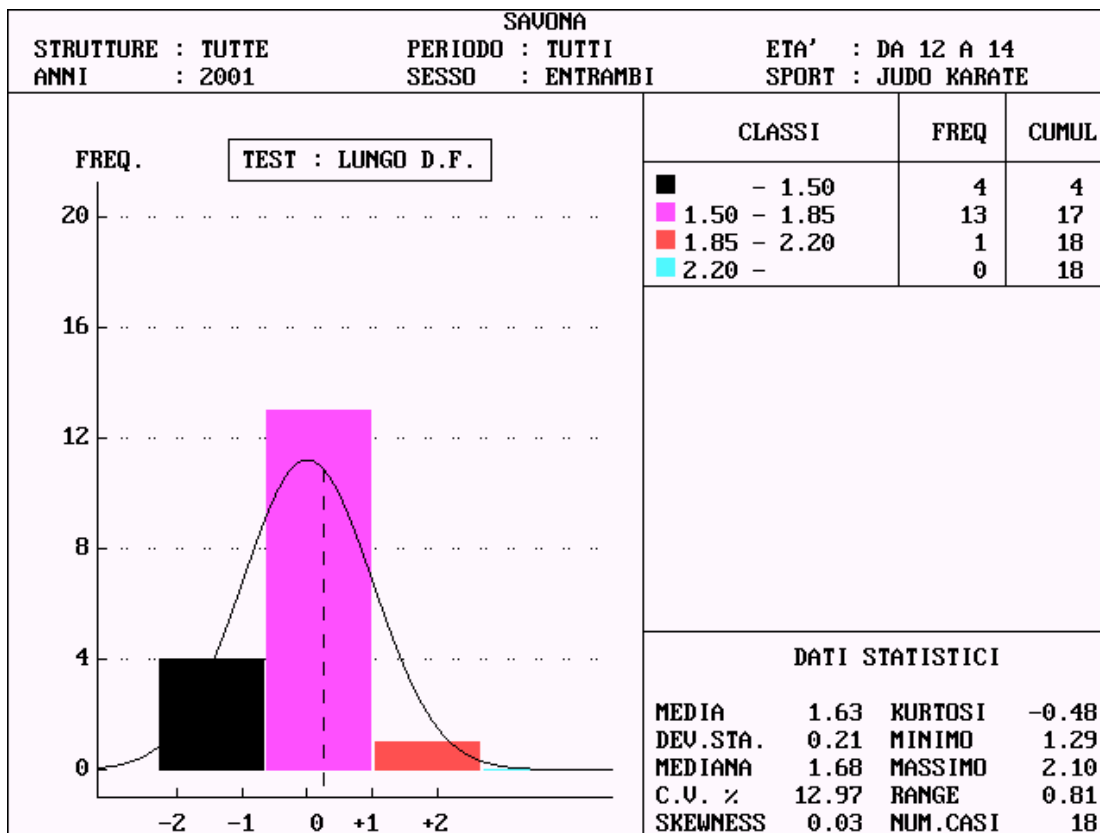 SAVONA
STRUTTURE : TUTTE PERIODO : TUTTI ETA' : DA 12 A 14
ANNI : 2001 SESSO : ENTRAMBI SPORT : JUDO KARATE
FREQ. TEST : LUNGO D.F.
20
16
12
8
4
0
-2 -1 0 +1 +2
CLASSI FREQ CUMUL
- 1.50 4 4
1.50 - 1.85 13 17
1.85 - 2.20 1 18
2.20 - 0 18
DATI STATISTICI
MEDIA 1.63 KURTOSI -0.48
DEV.STA. 0.21 MINIMO 1.29
MEDIANA 1.68 MASSIMO 2.10
C.V. % 12.97 RANGE 0.81
SKEWNESS 0.03 NUM.CASI 18